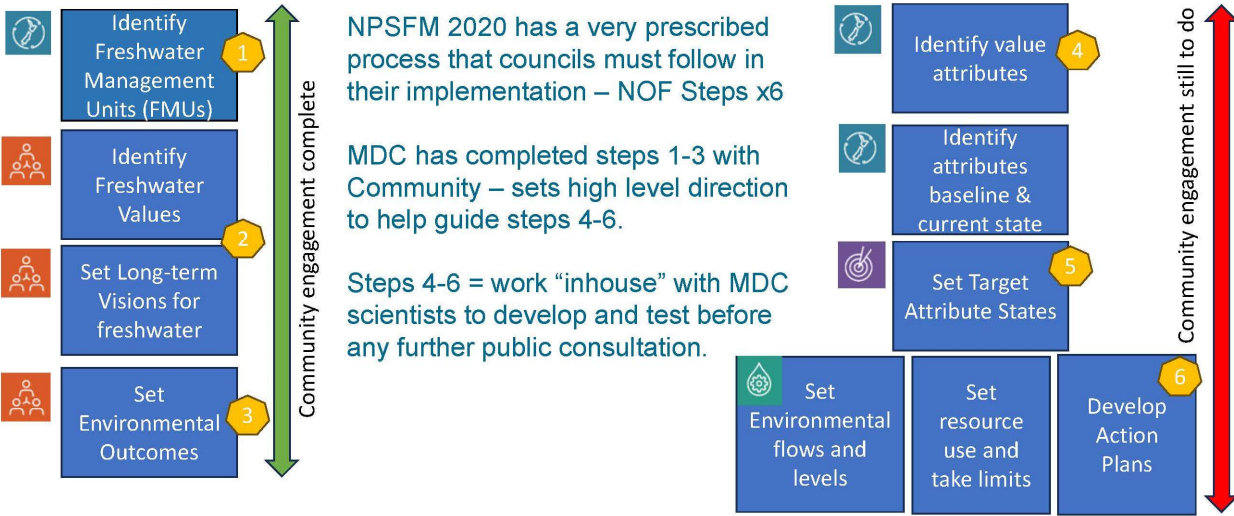 Identify
Freshwater
Management
Units (FMUs)
1
Identify
Freshwater
Values
2
Set Long-term
Visions for
freshwater
Set
Environmental
Outcomes
3
Community engagement complete
NPSFM 2020 has a very prescribed
process that councils must follow in
their implementation – NOF Steps x6
MDC has completed steps 1-3 with
Community – sets high level direction
to help guide steps 4-6.
Steps 4-6 = work “inhouse” with MDC
scientists to develop and test before
any further public consultation.
Identify value
attributes
4
Identify
attributes
baseline &
current state
Set Target
Attribute States
5
Set
Environmental
flows and
levels
Set
resource
use and
take limits
Develop
Action
Plans
6
Community engagement still to do